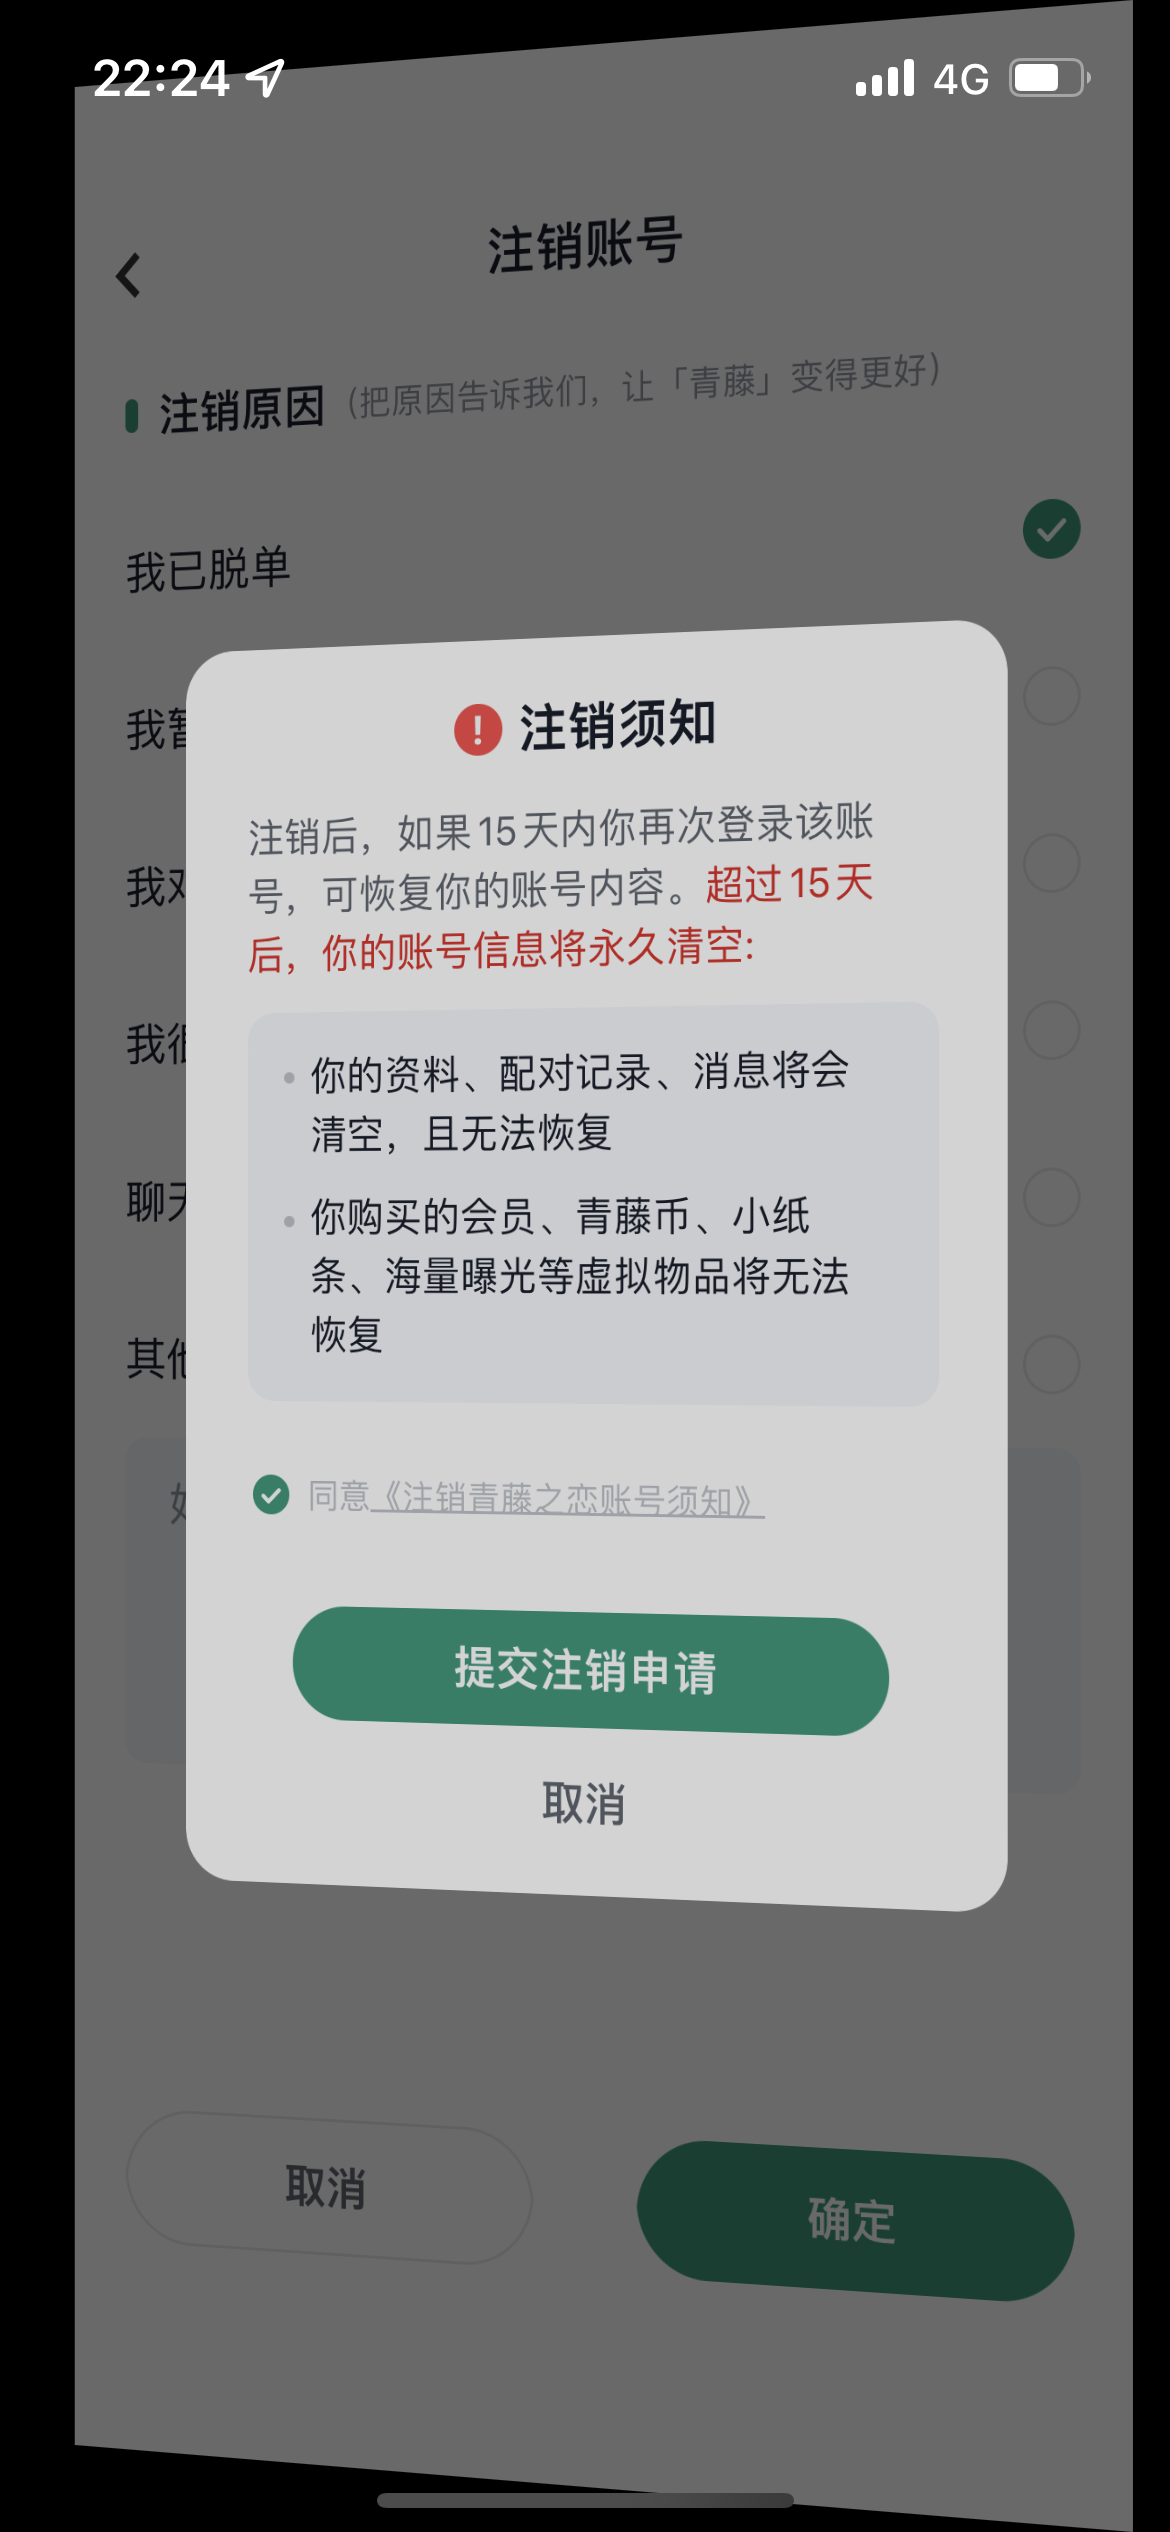 22:24
4G
注销账号
注销原因（把原因告诉我们，让「青藤」变得更好）
我已脱单
我
我
我
聊
其
注销须知
注销后，如果15天内你再次登录该账
号，可恢复你的账号内容。超过15天
后，你的账号信息将永久清空:
你的资料、配对记录、消息将会
清空，且无法恢复
你购买的会员、青藤币、小纸
条、海量曝光等虚拟物品将无法
恢复
同意《注销青藤之恋账号须知》
提交注销申请
取消
取消
确定